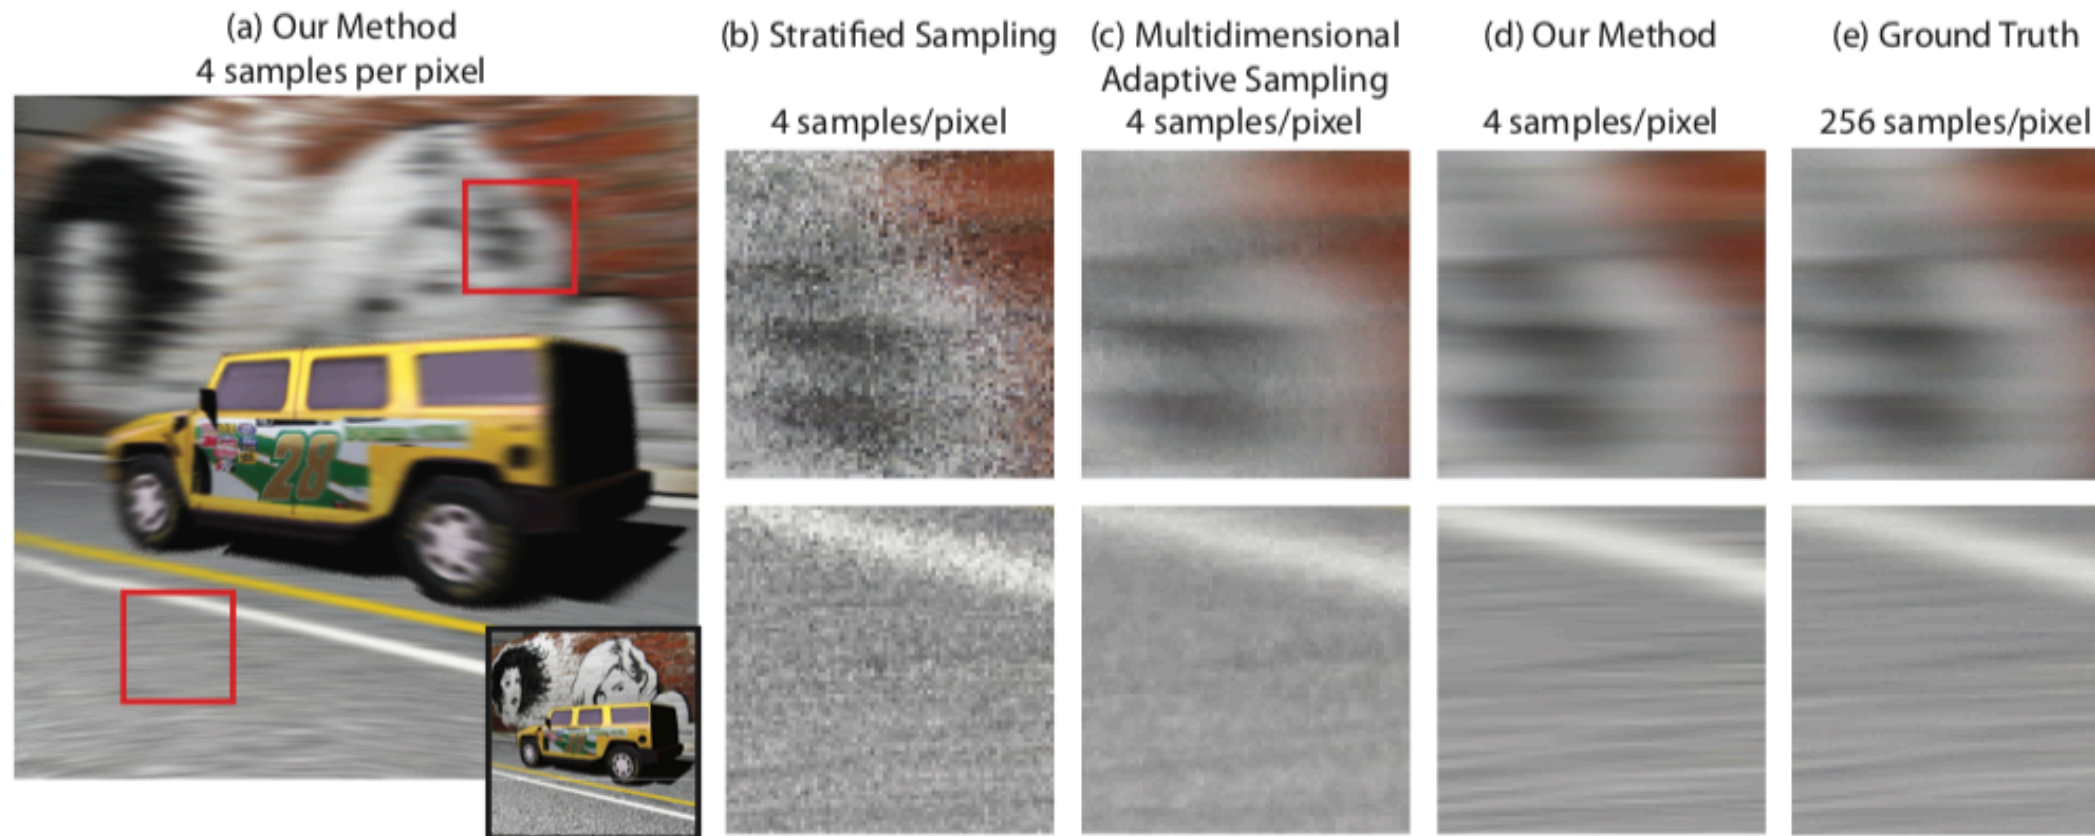 (a) Our Method
4 samples per pixel
(b) Stratified Sampling
4 samples/pixel
(c) Multidimensional
Adaptive Sampling
4 samples/pixel
(d) Our Method
4 samples/pixel
(e) Ground Truth
256 samples/pixel
28